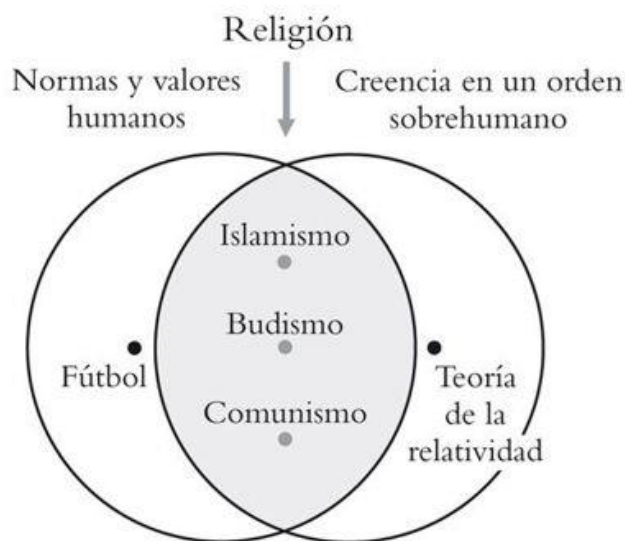 Religión
Normas y valores
humanos
Creencia en un orden
sobrehumano
Islamismo
Budismo
Comunismo
Fútbol
Teoría
de la
relatividad